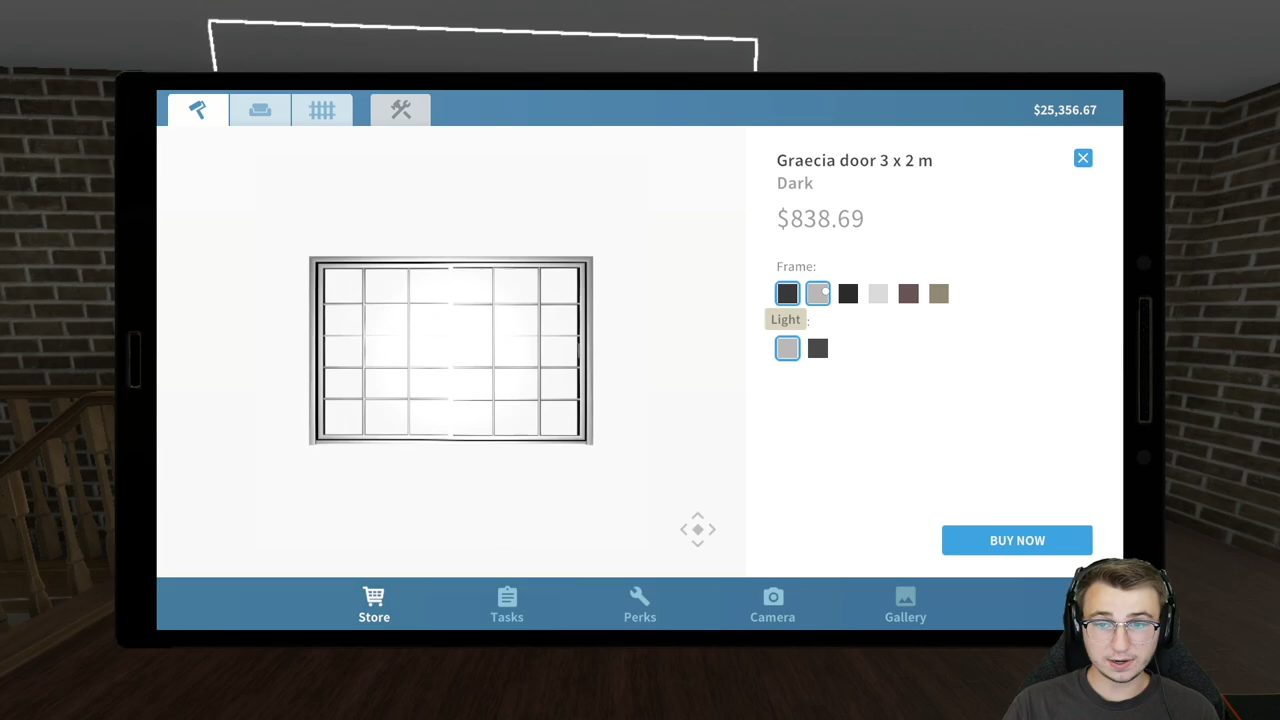 $25,356.67
Graecia door 3 x 2 m
Dark
$838.69
Frame:
Light :
BUY NOW
Store
Tasks
Perks
Camera
Gallery